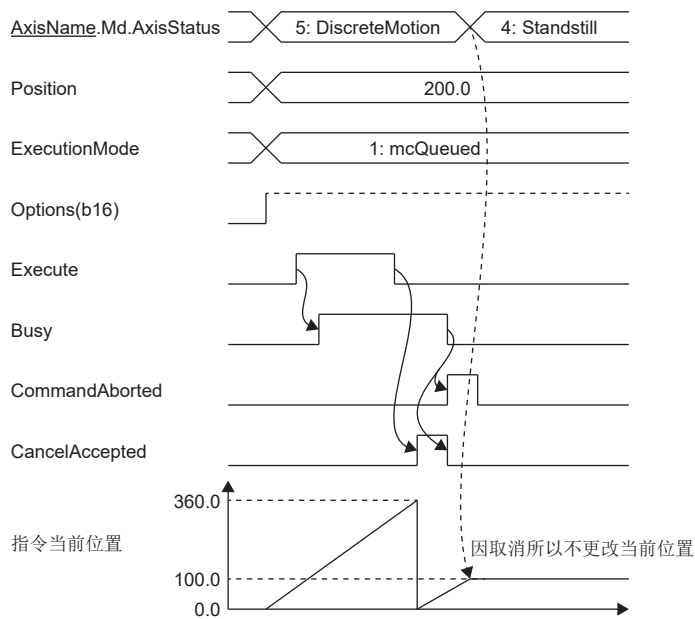 AxisName.Md.AxisStatus 5: DiscreteMotion 4: Standstill
Position 200.0
ExecutionMode 1: mcQueued
Options(b16)
Execute
Busy
CommandAborted
CancelAccepted
360.0
指令当前位置 因取消所以不更改当前位置
100.0
0.0